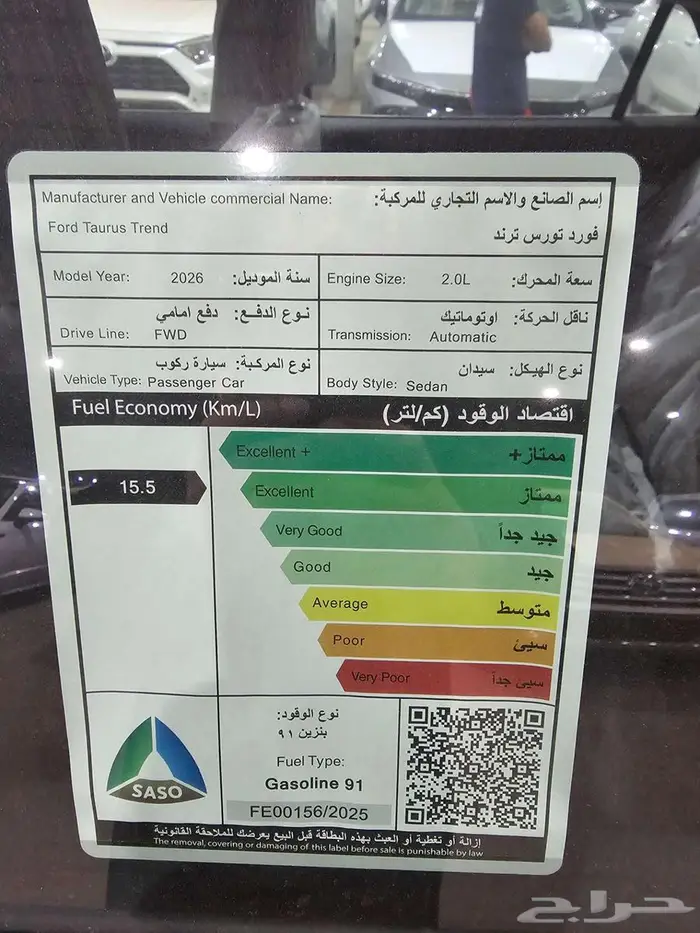 Manufacturer and Vehicle commercial Name: إسم الصانع والاسم التجاري للمركبة:
Ford Taurus Trend فورد تورس ترند
Model Year: 2026 سنة الموديل: Engine Size: 2.0L سعة المحرك:
نوع الدفع: دفع امامي ناقل الحركة: اوتوماتيك
Drive Line: FWD Transmission: Automatic
نوع المركبة: سيارة ركوب نوع الهيكل: سيدان
Vehicle Type: Passenger Car Body Style: Sedan
Fuel Economy (Km/L) اقتصاد الوقود (كم/لتر)
Excellent + ممتاز+
15.5 Excellent ممتاز
Very Good جيد جداً
Good جيد
Average متوسط
Poor سيئ
Very Poor سيئ جداً
نوع الوقود:
بنزين ٩١
Fuel Type:
Gasoline 91
SASO
FE00156/2025
إزالة أو تغطية أو العبث بهذه البطاقة قبل البيع يعرضك للملاحقة القانونية
The removal, covering or damaging of this label before sale is punishable by law
حراج